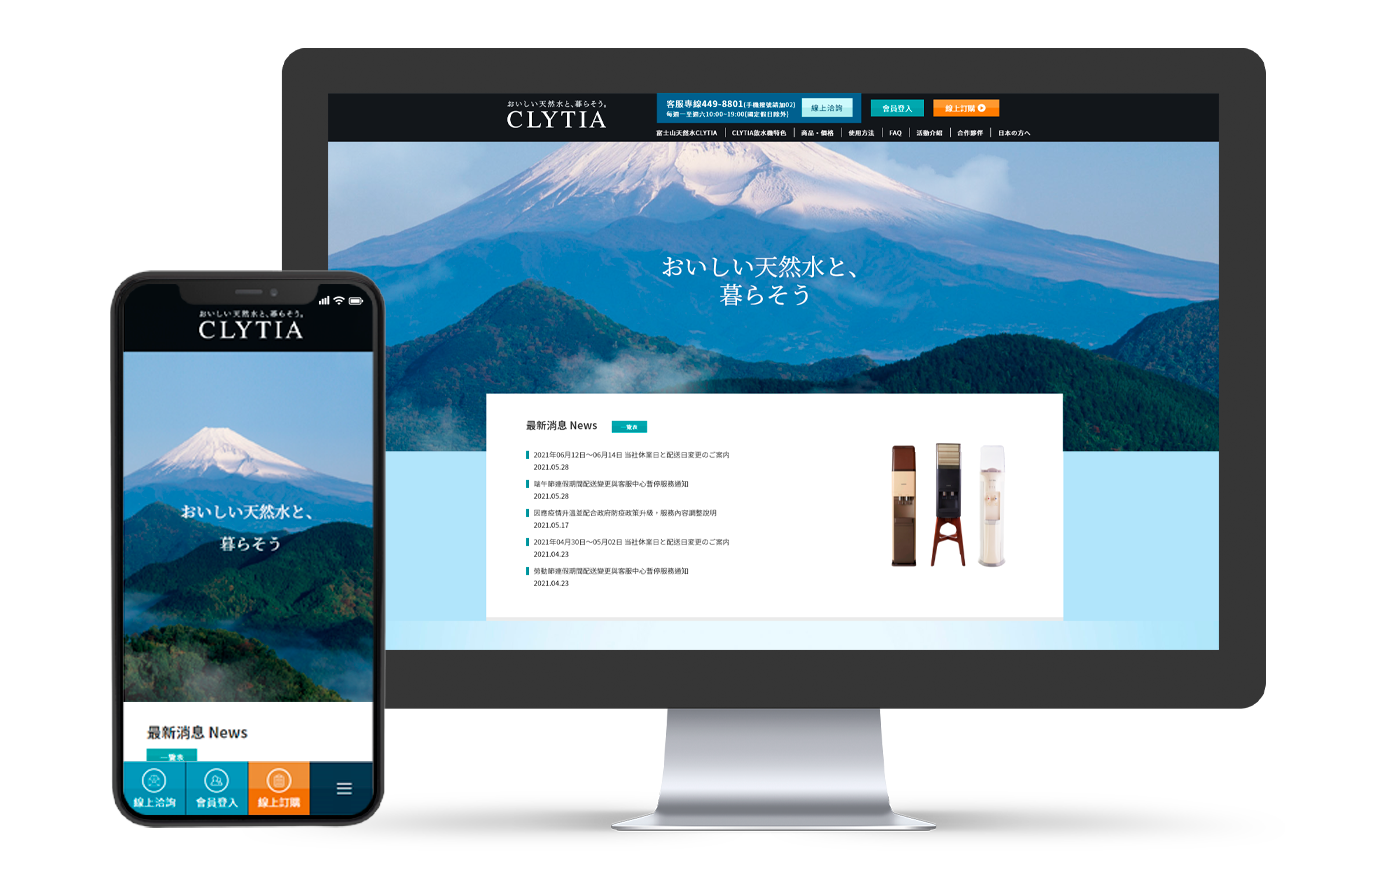 おいしい天然水と、暮らそう。
CLYTIA
客服專線449-8801(手機撥號請加02)
每週一至週六10:00~19:00(國定假日除外)
線上洽詢
會員登入
線上訂購
富士山天然水CLYTIA
CLYTIA飲水機特色
商品・價格
使用方法
FAQ
活動介紹
合作夥伴
日本の方へ
おいしい天然水と、
暮らそう
最新消息 News
一覽表
2021年06月12日～06月14日 当社休業日と配送日変更のご案内
2021.05.28
端午節連假期間配送變更與客服中心暫停服務通知
2021.05.28
因應疫情升溫並配合政府防疫政策升級，服務內容調整說明
2021.05.17
2021年04月30日～05月02日 当社休業日と配送日変更のご案内
2021.04.23
勞動節連假期間配送變更與客服中心暫停服務通知
2021.04.23
おいしい天然水と、暮らそう。
CLYTIA
おいしい天然水と、
暮らそう
最新消息 News
一覽表
線上洽詢
會員登入
線上訂購